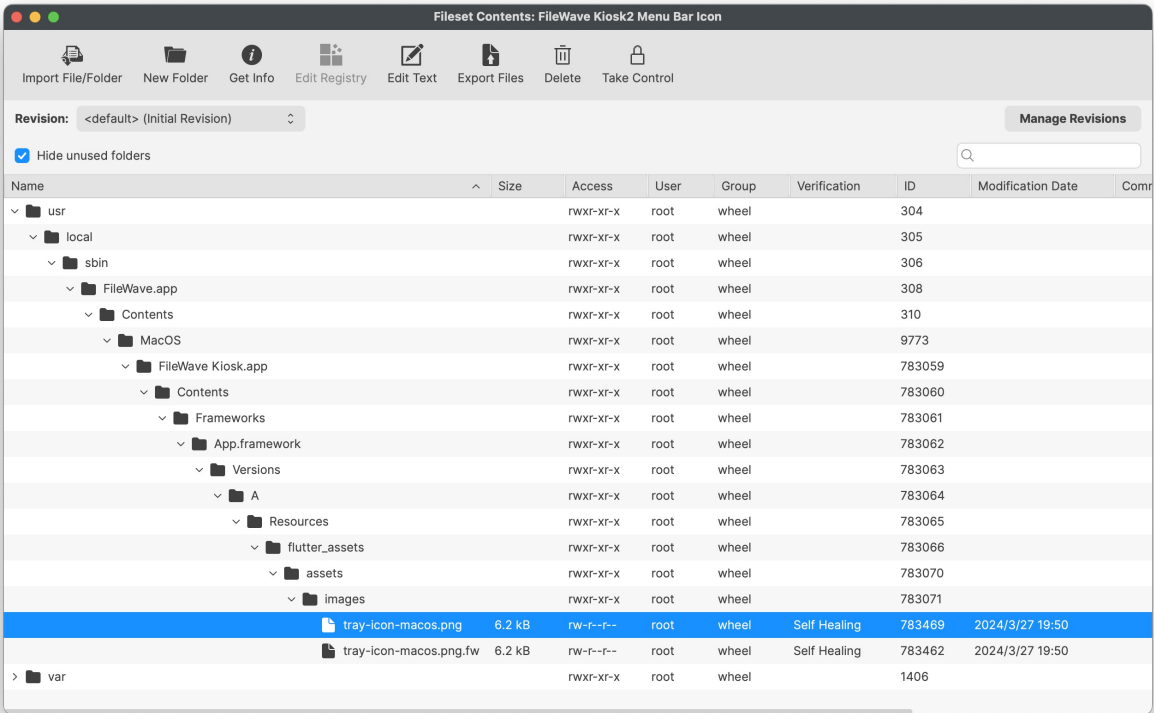 Fileset Contents: FileWave Kiosk2 Menu Bar Icon
Import File/Folder New Folder Get Info Edit Registry Edit Text Export Files Delete Take Control
Revision: <default> (Initial Revision) Manage Revisions
Hide unused folders
Name Size Access User Group Verification ID Modification Date Comr
usr rwxr-xr-x root wheel 304
local rwxr-xr-x root wheel 305
sbin rwxr-xr-x root wheel 306
FileWave.app rwxr-xr-x root wheel 308
Contents rwxr-xr-x root wheel 310
MacOS rwxr-xr-x root wheel 9773
FileWave Kiosk.app rwxr-xr-x root wheel 783059
Contents rwxr-xr-x root wheel 783060
Frameworks rwxr-xr-x root wheel 783061
App.framework rwxr-xr-x root wheel 783062
Versions rwxr-xr-x root wheel 783063
A rwxr-xr-x root wheel 783064
Resources rwxr-xr-x root wheel 783065
flutter_assets rwxr-xr-x root wheel 783066
assets rwxr-xr-x root wheel 783070
images rwxr-xr-x root wheel 783071
tray-icon-macos.png 6.2 kB rw-r--r-- root wheel Self Healing 783469 2024/3/27 19:50
tray-icon-macos.png.fw 6.2 kB rw-r--r-- root wheel Self Healing 783462 2024/3/27 19:50
var rwxr-xr-x root wheel 1406